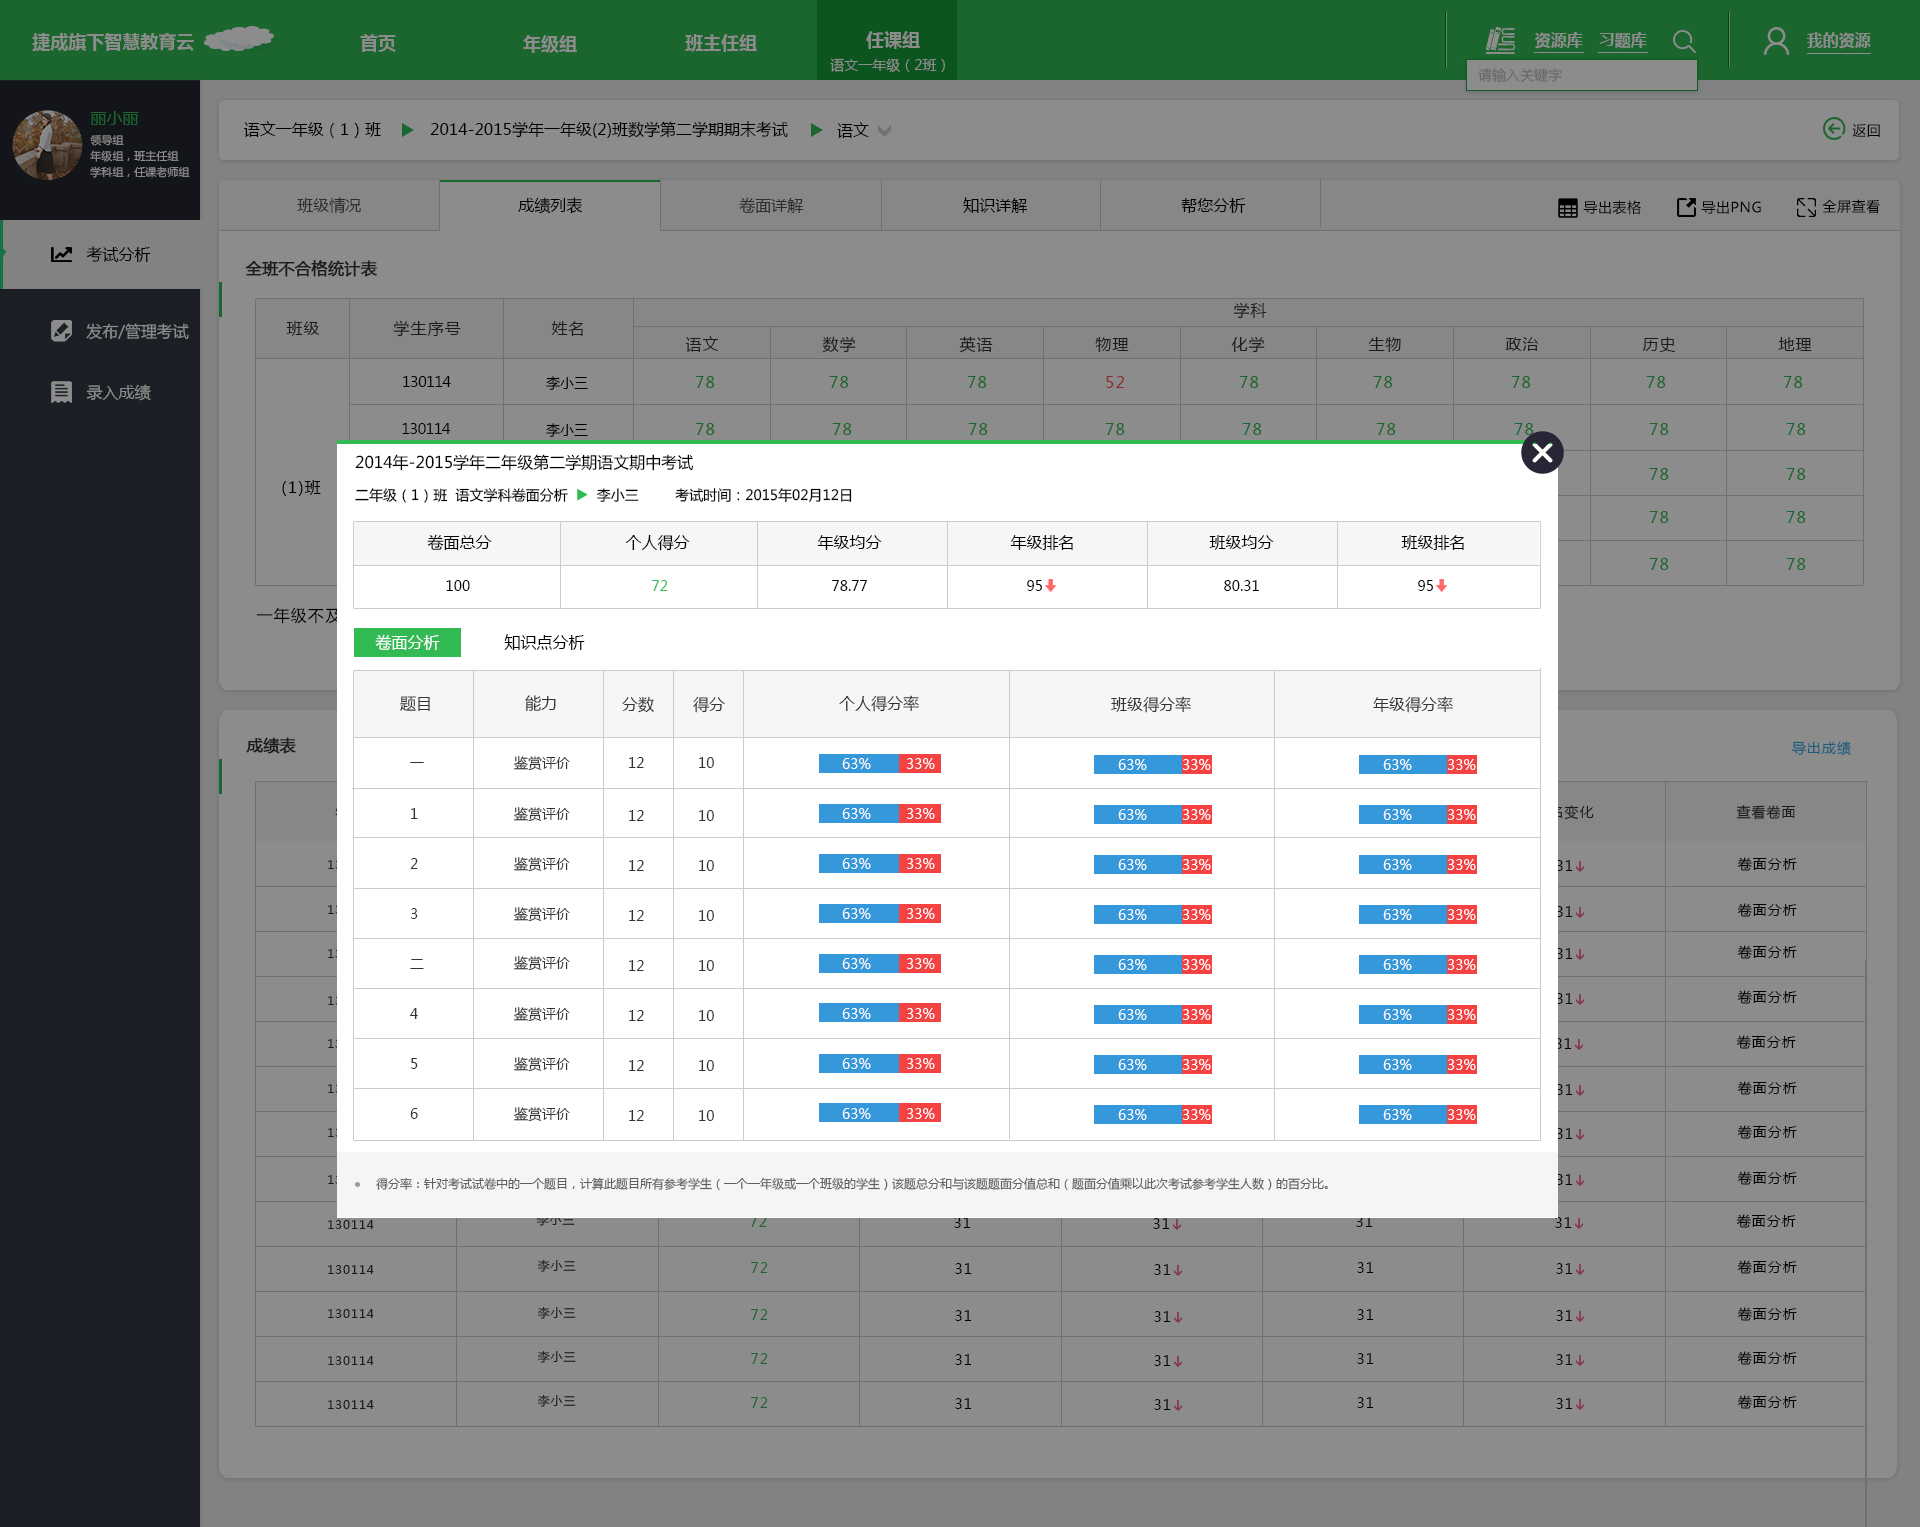 捷成旗下智慧教育云 首页 年级组 班主任组 任课组 资源库 习题库 我的资源
语文一年级（2班）
请输入关键字
丽小丽
领导组
年级组，班主任组
学科组，任课老师组
考试分析
发布/管理考试
录入成绩
语文一年级（1）班 2014-2015学年一年级(2)班数学第二学期期末考试 语文 返回
班级情况 成绩列表 卷面详解 知识详解 帮您分析 导出表格 导出PNG 全屏查看
全班不合格统计表
班级 学生序号 姓名 学科
语文 数学 英语 物理 化学 生物 政治 历史 地理
130114 李小三 78 78 78 52 78 78 78 78 78
130114 李小三 78 78 78 78 78 78 78 78 78
78 78
(1)班
78 78
78 78
一年级不及
2014年-2015学年二年级第二学期语文期中考试
二年级（1）班 语文学科卷面分析 李小三 考试时间：2015年02月12日
卷面总分 个人得分 年级均分 年级排名 班级均分 班级排名
100 72 78.77 95 80.31 95
卷面分析 知识点分析
题目 能力 分数 得分 个人得分率 班级得分率 年级得分率
一 鉴赏评价 12 10 63% 33% 63% 33% 63% 33%
1 鉴赏评价 12 10 63% 33% 63% 33% 63% 33%
2 鉴赏评价 12 10 63% 33% 63% 33% 63% 33%
3 鉴赏评价 12 10 63% 33% 63% 33% 63% 33%
二 鉴赏评价 12 10 63% 33% 63% 33% 63% 33%
4 鉴赏评价 12 10 63% 33% 63% 33% 63% 33%
5 鉴赏评价 12 10 63% 33% 63% 33% 63% 33%
6 鉴赏评价 12 10 63% 33% 63% 33% 63% 33%
得分率：针对考试试卷中的一个题目，计算此题目所有参考学生（一个一年级或一个班级的学生）该题总分和与该题题面分值总和（题面分值乘以此次考试参考学生人数）的百分比。
成绩表 导出成绩
变化 查看卷面
31↓ 卷面分析
31↓ 卷面分析
31↓ 卷面分析
31↓ 卷面分析
31↓ 卷面分析
31↓ 卷面分析
31↓ 卷面分析
31↓ 卷面分析
130114 李小三 72 31 31↓ 31 31↓ 卷面分析
130114 李小三 72 31 31↓ 31 31↓ 卷面分析
130114 李小三 72 31 31↓ 31 31↓ 卷面分析
130114 李小三 72 31 31↓ 31 31↓ 卷面分析
130114 李小三 72 31 31↓ 31 31↓ 卷面分析